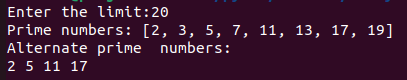 Enter the limit:20
Prime numbers: [2, 3, 5, 7, 11, 13, 17, 19]
Alternate prime  numbers:
2 5 11 17